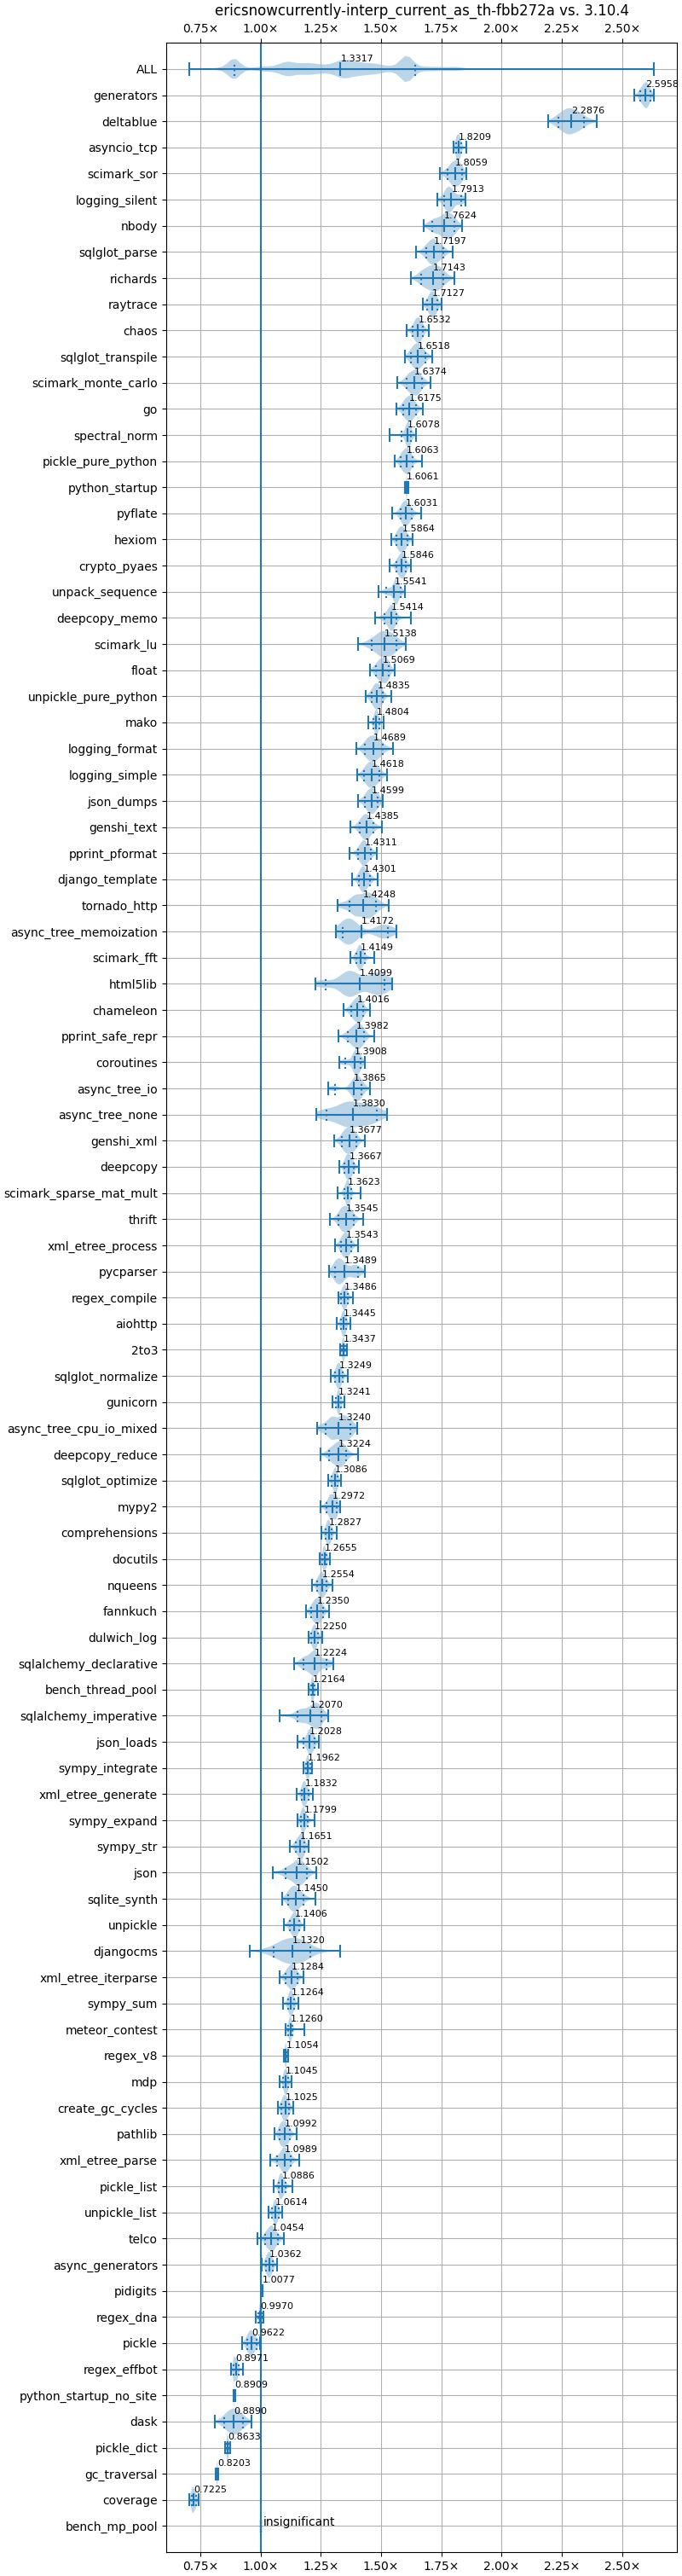 ericsnowcurrently-interp_current_as_th-fbb272a vs. 3.10.4
0.75× 1.00× 1.25× 1.50× 1.75× 2.00× 2.25× 2.50×
ALL 1.3317
generators 2.5958
deltablue 2.2876
asyncio_tcp 1.8209
scimark_sor 1.8059
logging_silent 1.7913
nbody 1.7624
sqlglot_parse 1.7197
richards 1.7143
raytrace 1.7127
chaos 1.6532
sqlglot_transpile 1.6518
scimark_monte_carlo 1.6374
go 1.6175
spectral_norm 1.6078
pickle_pure_python 1.6063
python_startup 1.6061
pyflate 1.6031
hexiom 1.5864
crypto_pyaes 1.5846
unpack_sequence 1.5541
deepcopy_memo 1.5414
scimark_lu 1.5138
float 1.5069
unpickle_pure_python 1.4835
mako 1.4804
logging_format 1.4689
logging_simple 1.4618
json_dumps 1.4599
genshi_text 1.4385
pprint_pformat 1.4311
django_template 1.4301
tornado_http 1.4248
async_tree_memoization 1.4172
scimark_fft 1.4149
html5lib 1.4099
chameleon 1.4016
pprint_safe_repr 1.3982
coroutines 1.3908
async_tree_io 1.3865
async_tree_none 1.3830
genshi_xml 1.3677
deepcopy 1.3667
scimark_sparse_mat_mult 1.3623
thrift 1.3545
xml_etree_process 1.3543
pycparser 1.3489
regex_compile 1.3486
aiohttp 1.3445
2to3 1.3437
sqlglot_normalize 1.3249
gunicorn 1.3241
async_tree_cpu_io_mixed 1.3240
deepcopy_reduce 1.3224
sqlglot_optimize 1.3086
mypy2 1.2972
comprehensions 1.2827
docutils 1.2655
nqueens 1.2554
fannkuch 1.2350
dulwich_log 1.2250
sqlalchemy_declarative 1.2224
bench_thread_pool 1.2164
sqlalchemy_imperative 1.2070
json_loads 1.2028
sympy_integrate 1.1962
xml_etree_generate 1.1832
sympy_expand 1.1799
sympy_str 1.1651
json 1.1502
sqlite_synth 1.1450
unpickle 1.1406
djangocms 1.1320
xml_etree_iterparse 1.1284
sympy_sum 1.1264
meteor_contest 1.1260
regex_v8 1.1054
mdp 1.1045
create_gc_cycles 1.1025
pathlib 1.0992
xml_etree_parse 1.0989
pickle_list 1.0886
unpickle_list 1.0614
telco 1.0454
async_generators 1.0362
pidigits 1.0077
regex_dna 0.9970
pickle 0.9622
regex_effbot 0.8971
python_startup_no_site 0.8909
dask 0.8890
pickle_dict 0.8633
gc_traversal 0.8203
coverage 0.7225
bench_mp_pool insignificant
0.75× 1.00× 1.25× 1.50× 1.75× 2.00× 2.25× 2.50×